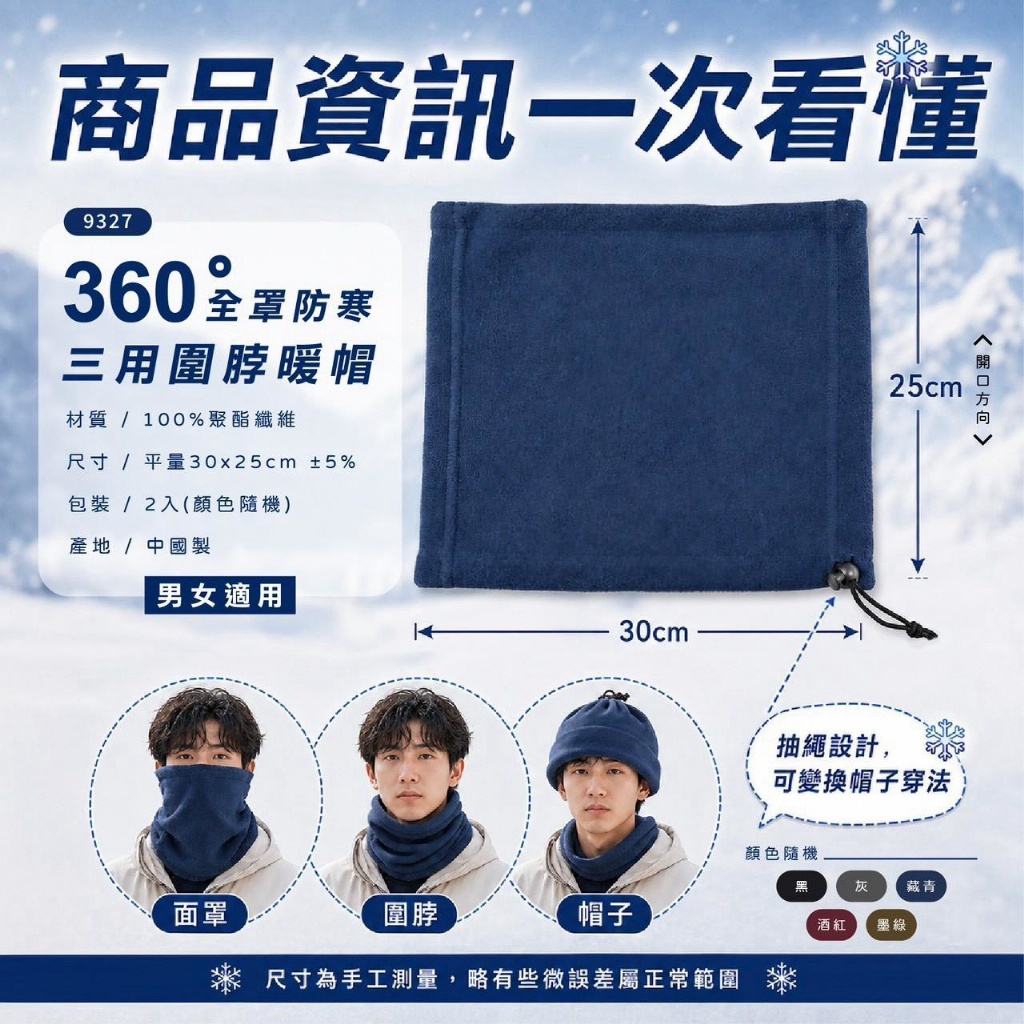 商品資訊一次看懂
9327
360°全罩防寒
三用圍脖暖帽
材質 / 100%聚酯纖維
尺寸 / 平量30x25cm ±5%
包裝 / 2入(顏色隨機)
產地 / 中國製
男女適用
25cm
開口方向
30cm
抽繩設計,
可變換帽子穿法
面罩
圍脖
帽子
顏色隨機
黑
灰
藏青
酒紅
墨綠
尺寸為手工測量,略有些微誤差屬正常範圍